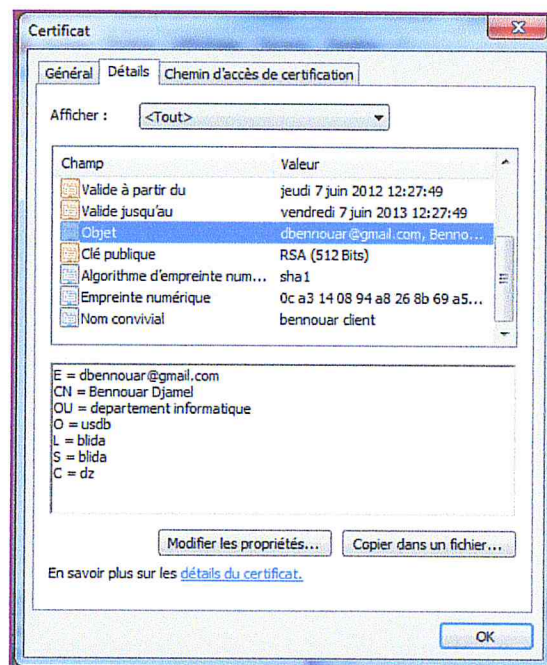 Certificat
Général Détails Chemin d'accès de certification
Afficher : <Tout>
Champ Valeur
Valide à partir du jeudi 7 juin 2012 12:27:49
Valide jusqu'au vendredi 7 juin 2013 12:27:49
Objet dbennouar@gmail.com, Benno...
Clé publique RSA (512 Bits)
Algorithme d'empreinte num... sha1
Empreinte numérique 0c a3 14 08 94 a8 26 8b 69 a5...
Nom convivial bennouar client
E = dbennouar@gmail.com
CN = Bennouar Djamel
OU = departement informatique
O = usdb
L = blida
S = blida
C = dz
Modifier les propriétés... Copier dans un fichier...
En savoir plus sur les détails du certificat.
OK